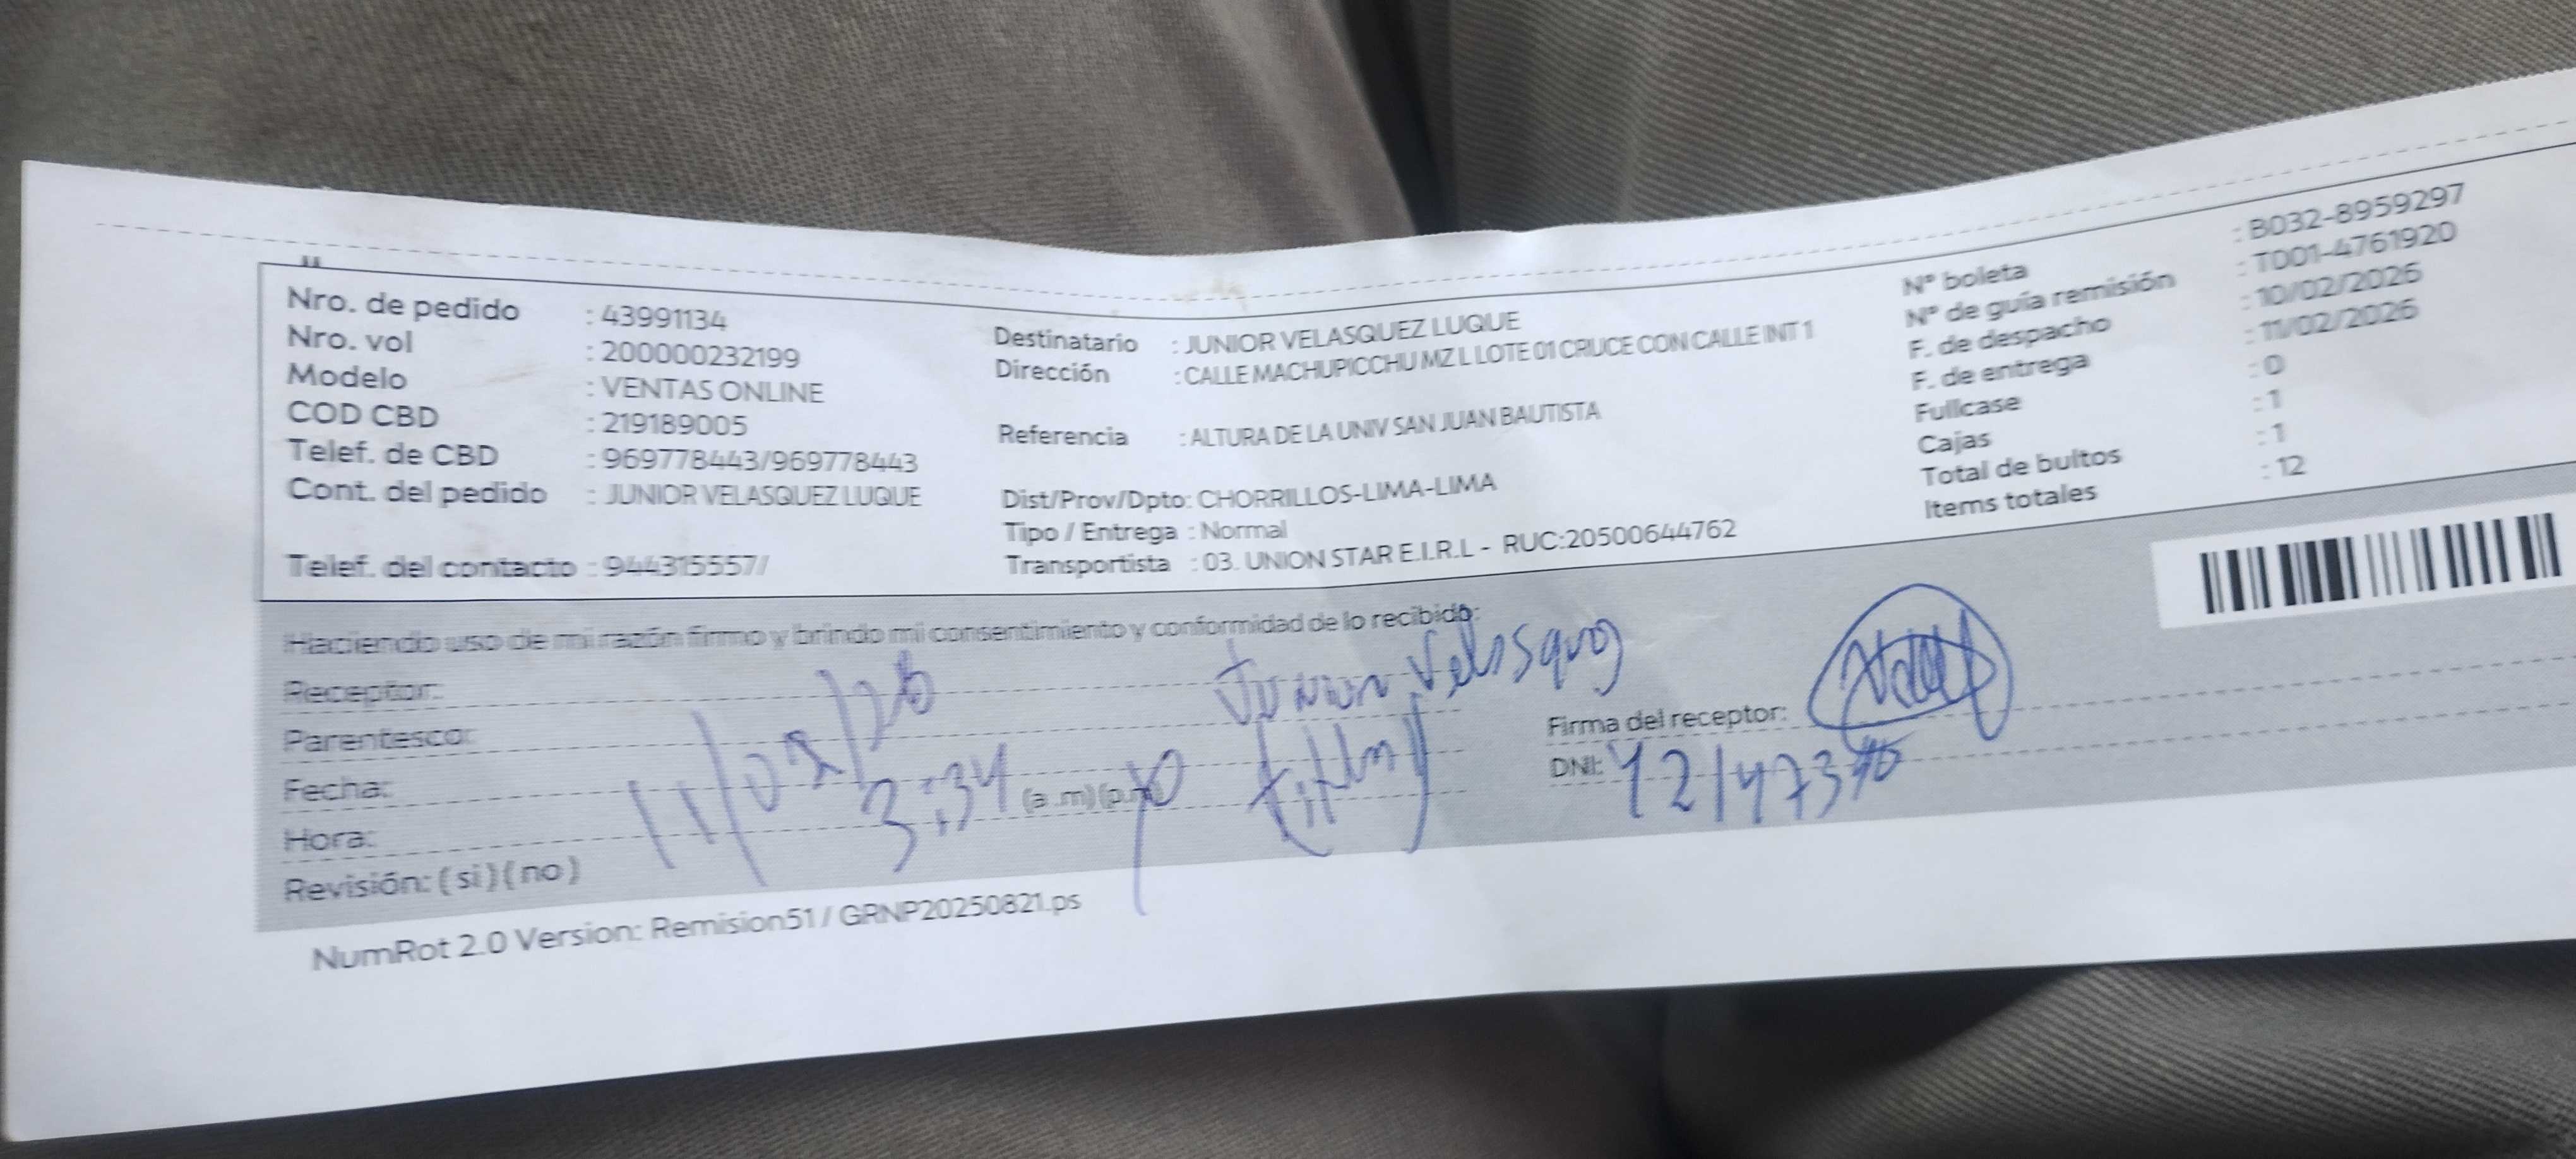 Nro. de pedido : 43991134
Nro. vol : 200000232199
Modelo : VENTAS ONLINE
COD CBD : 219189005
Telef. de CBD : 969778443/969778443
Cont. del pedido : JUNIOR VELASQUEZ LUQUE
Telef. del contacto : 944315557/
Destinatario : JUNIOR VELASQUEZ LUQUE
Dirección : CALLE MACHUPICCHU MZ L LOTE 01 CRUCE CON CALLE INT 1
Referencia : ALTURA DE LA UNIV SAN JUAN BAUTISTA
Dist/Prov/Dpto: CHORRILLOS-LIMA-LIMA
Tipo / Entrega : Normal
Transportista : 03. UNION STAR E.I.R.L - RUC:20500644762
N° boleta : B032-8959297
N° de guía remisión : T001-4761920
F. de despacho : 10/02/2026
F. de entrega : 11/02/2026
Fullcase : 0
Cajas : 1
Total de bultos : 1
Items totales : 12
Haciendo uso de mi razón firmo y brindo mi consentimiento y conformidad de lo recibido:
Receptor:
Parentesco:
Fecha: 11/02/26
Hora: 3:34 (a.m)(p.m)
Revisión: (si)(no)
Firma del receptor:
DNI:
NumRot 2.0 Version: Remision51 / GRNP20250821.ps